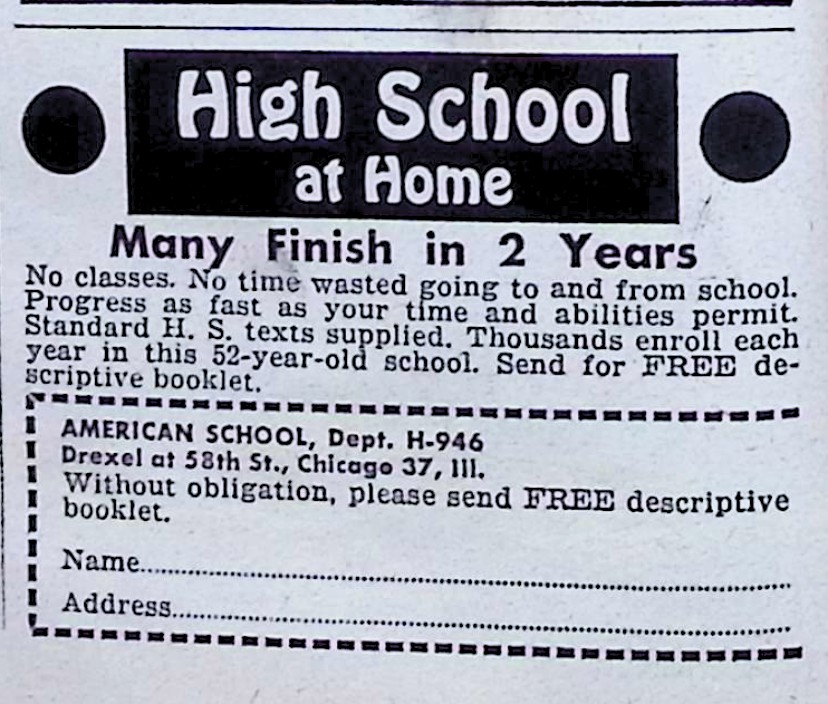 High School
at Home
Many Finish in 2 Years
No classes. No time wasted going to and from school.
Progress as fast as your time and abilities permit.
Standard H. S. texts supplied. Thousands enroll each
year in this 52-year-old school. Send for FREE de-
scriptive booklet.
AMERICAN SCHOOL, Dept. H-946
Drexel at 58th St., Chicago 37, Ill.
Without obligation, please send FREE descriptive
booklet.
Name
Address